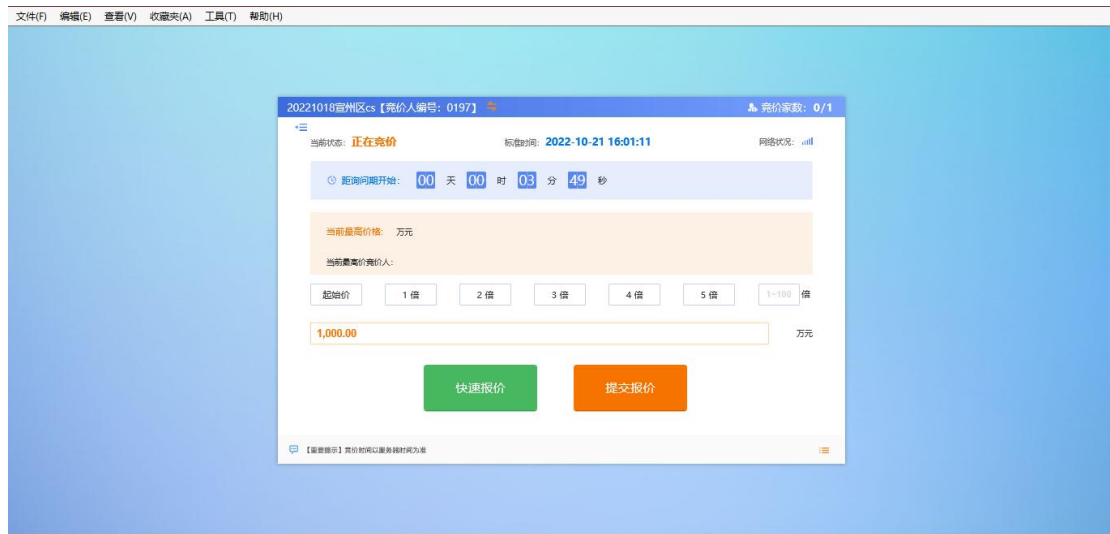 文件(F) 编辑(E) 查看(V) 收藏夹(A) 工具(T) 帮助(H)
20221018宣州区cs【竞价人编号：0197】 竞价家数：0/1
当前状态：正在竞价 标准时间：2022-10-21 16:01:11 网络状况：
距询问期开始： 00 天 00 时 03 分 49 秒
当前最高价格： 万元
当前最高价竞价人：
起始价 1 倍 2 倍 3 倍 4 倍 5 倍 1~100 倍
1,000.00 万元
快速报价 提交报价
【重要提示】竞价时间以服务器时间为准